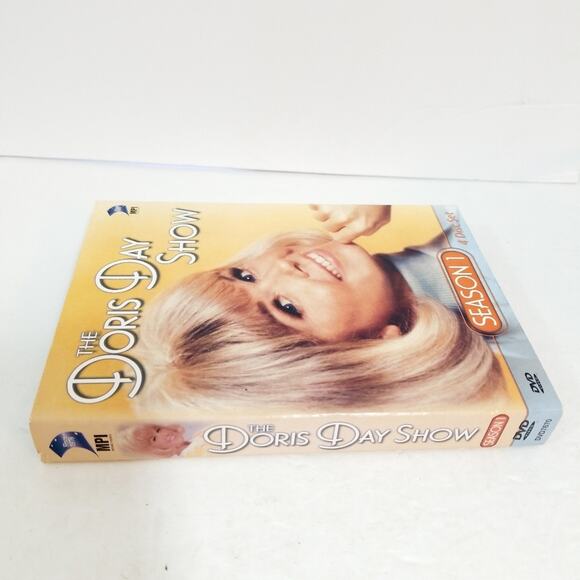 MPI
THE
DORIS DAY
SHOW
SEASON 1
4 Disc Set
DVD
MPI
THE
DORIS DAY SHOW
SEASON 1
DVD
DVD1610